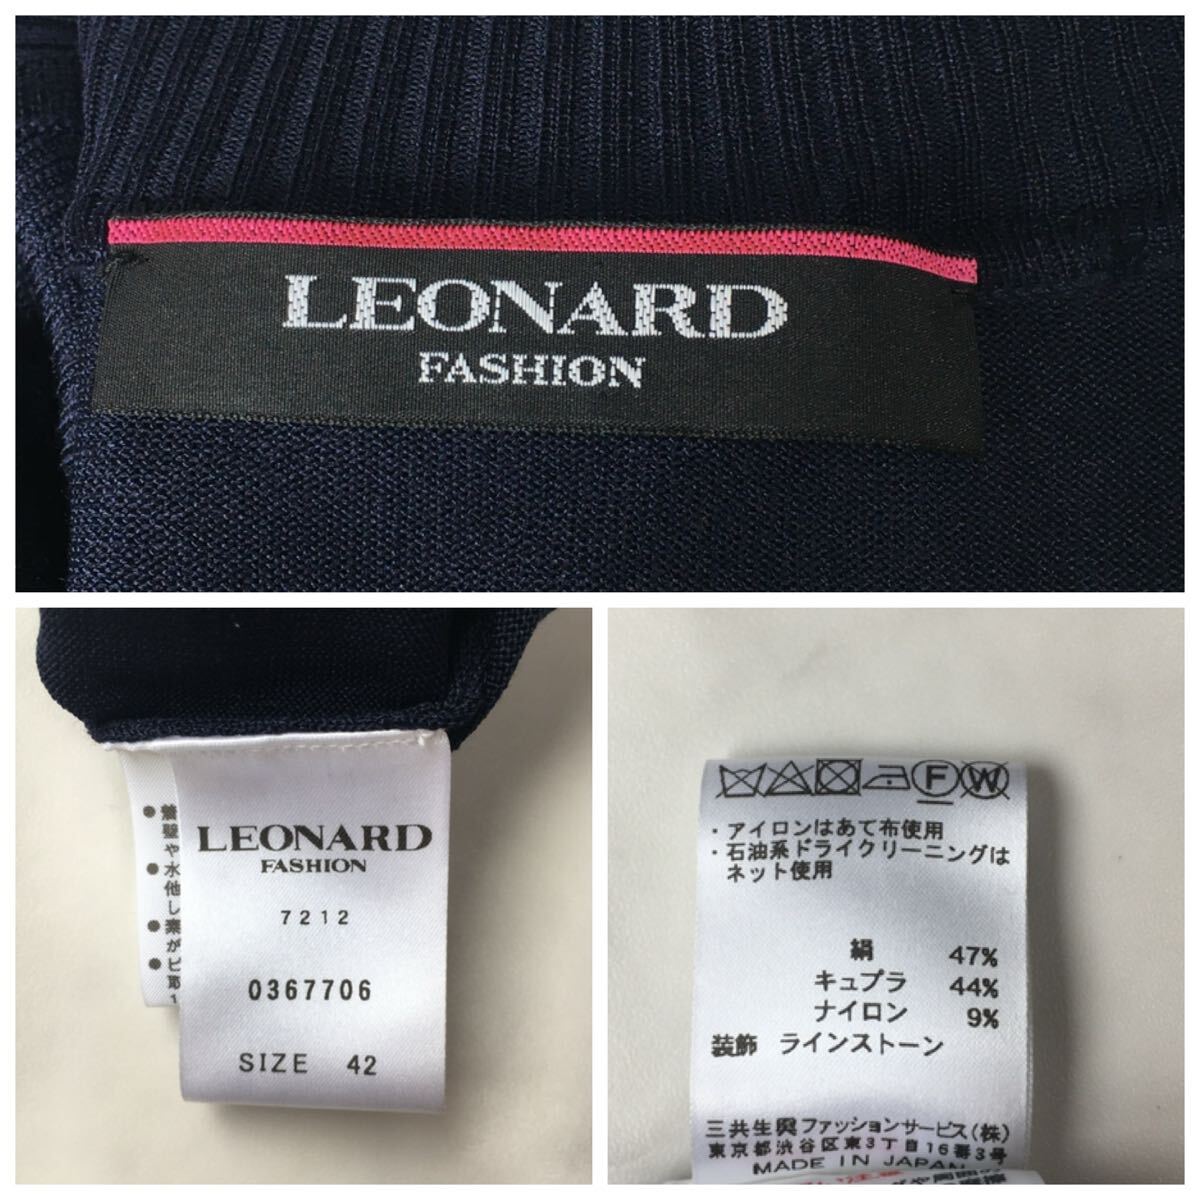 LEONARD
FASHION
LEONARD
FASHION
7212
0367706
SIZE 42
F W
・アイロンはあて布使用
・石油系ドライクリーニングは
ネット使用
絹 47%
キュプラ 44%
ナイロン 9%
装飾 ラインストーン
三共生興ファッションサービス(株)
東京都渋谷区東3丁目16番3号
MADE IN JAPAN